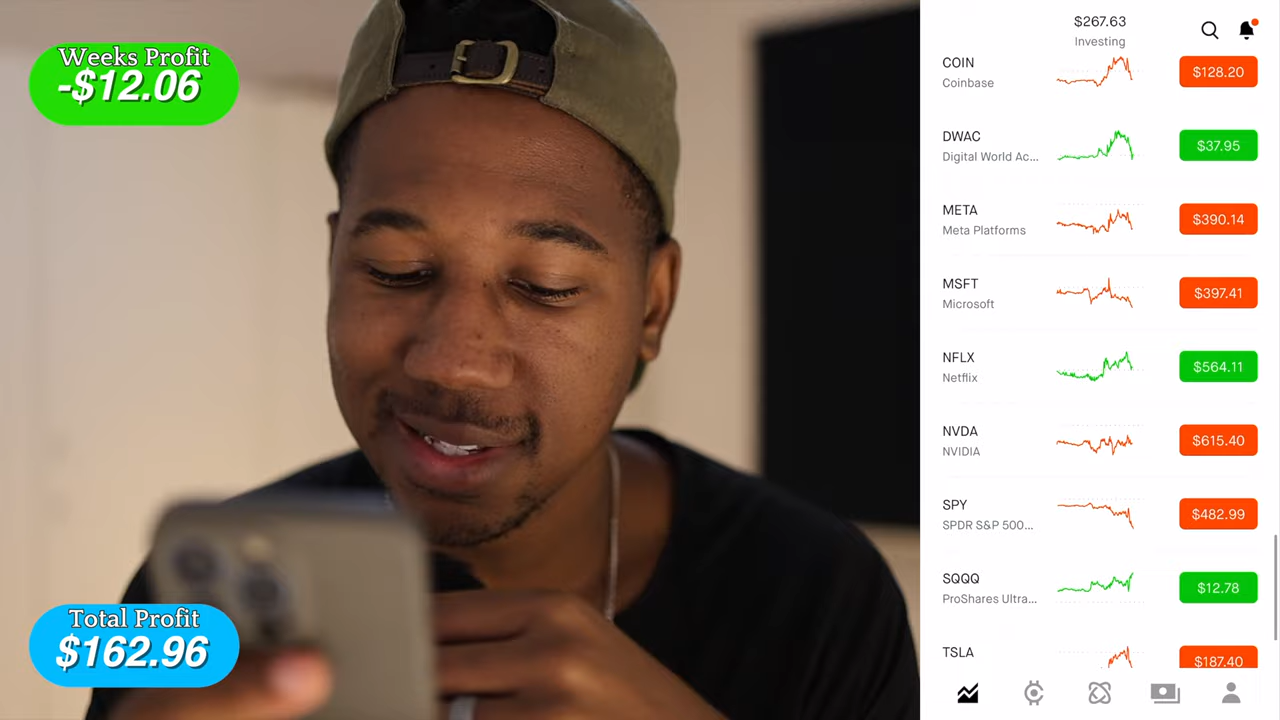 Weeks Profit
-$12.06
Total Profit
$162.96
$267.63
Investing
COIN
Coinbase
$128.20
DWAC
Digital World Ac...
$37.95
META
Meta Platforms
$390.14
MSFT
Microsoft
$397.41
NFLX
Netflix
$564.11
NVDA
NVIDIA
$615.40
SPY
SPDR S&P 500...
$482.99
SQQQ
ProShares Ultra...
$12.78
TSLA
$187.40